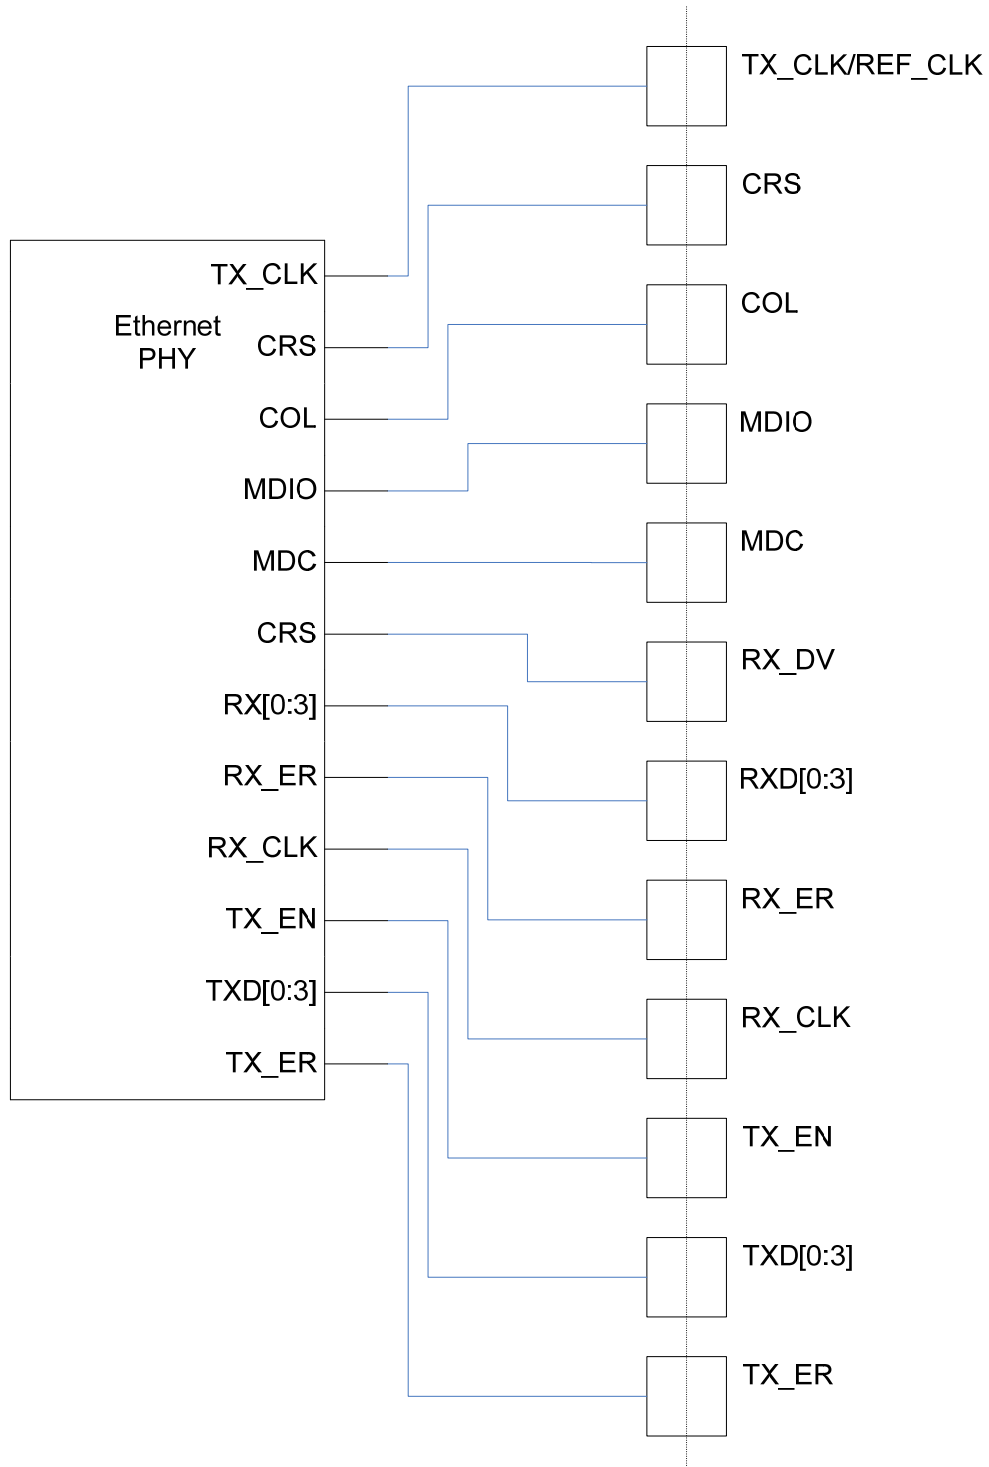 Ethernet
PHY
TX_CLK
CRS
COL
MDIO
MDC
CRS
RX[0:3]
RX_ER
RX_CLK
TX_EN
TXD[0:3]
TX_ER
TX_CLK/REF_CLK
CRS
COL
MDIO
MDC
RX_DV
RXD[0:3]
RX_ER
RX_CLK
TX_EN
TXD[0:3]
TX_ER